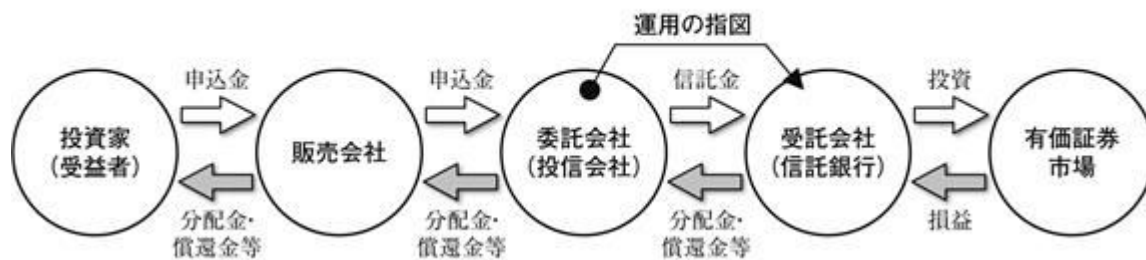 運用の指図
申込金
申込金
信託金
投資
投資家
(受益者)
販売会社
委託会社
(投信会社)
受託会社
(信託銀行)
有価証券
市場
分配金・
償還金等
分配金・
償還金等
分配金・
償還金等
損益